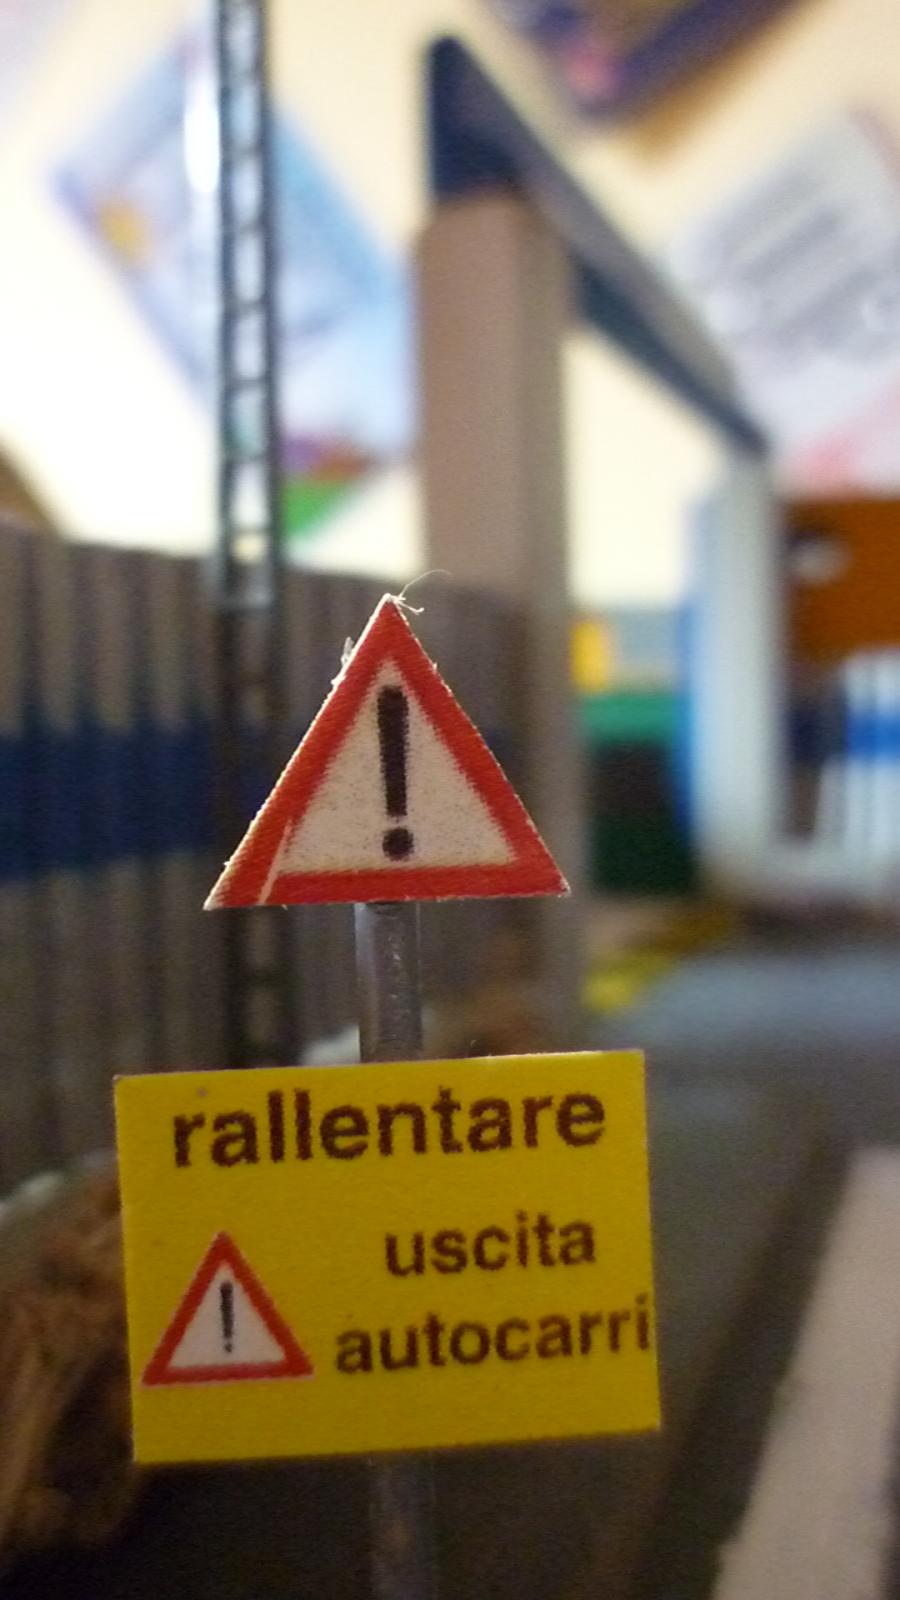 !
rallentare
uscita
! autocarri